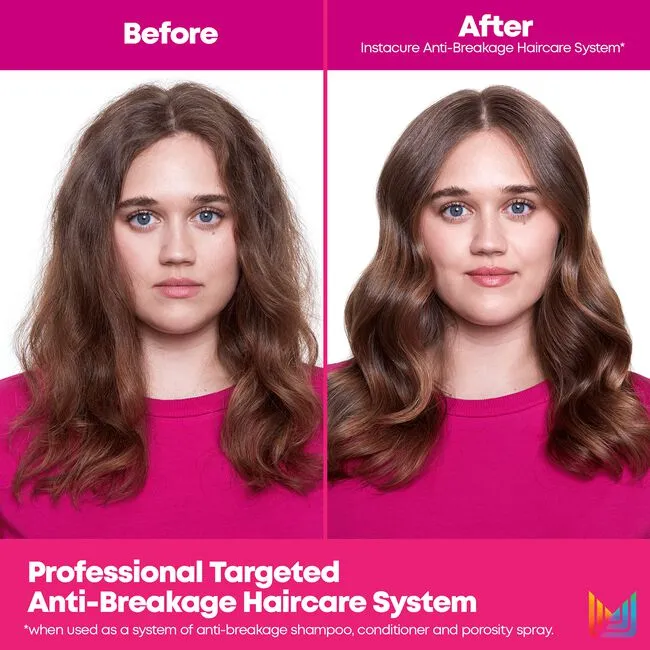 Before
After
Instacure Anti-Breakage Haircare System*
Professional Targeted
Anti-Breakage Haircare System
*when used as a system of anti-breakage shampoo, conditioner and porosity spray.